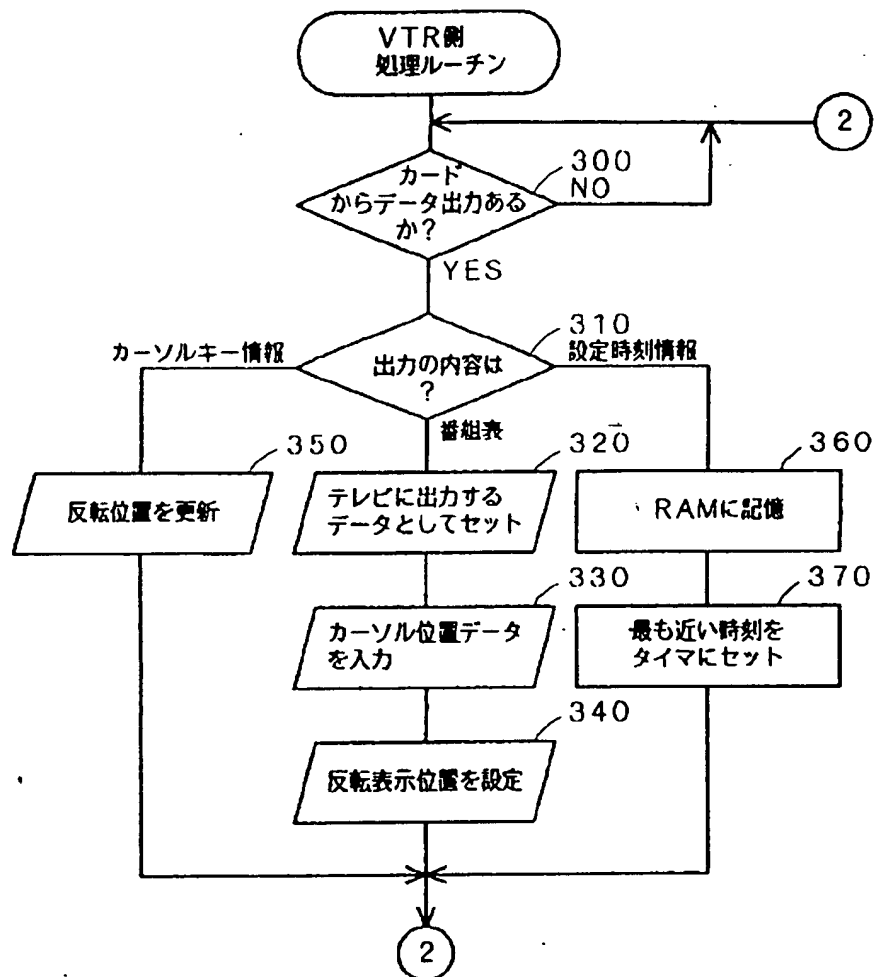 VTR側
処理ルーチン
2
300
カード
からデータ出力ある
か?
NO
YES
310
カーソルキー情報
出力の内容は
?
設定時刻情報
番組表
350
反転位置を更新
320
テレビに出力する
データとしてセット
360
RAMに記憶
330
カーソル位置データ
を入力
370
最も近い時刻を
タイマにセット
340
反転表示位置を設定
2